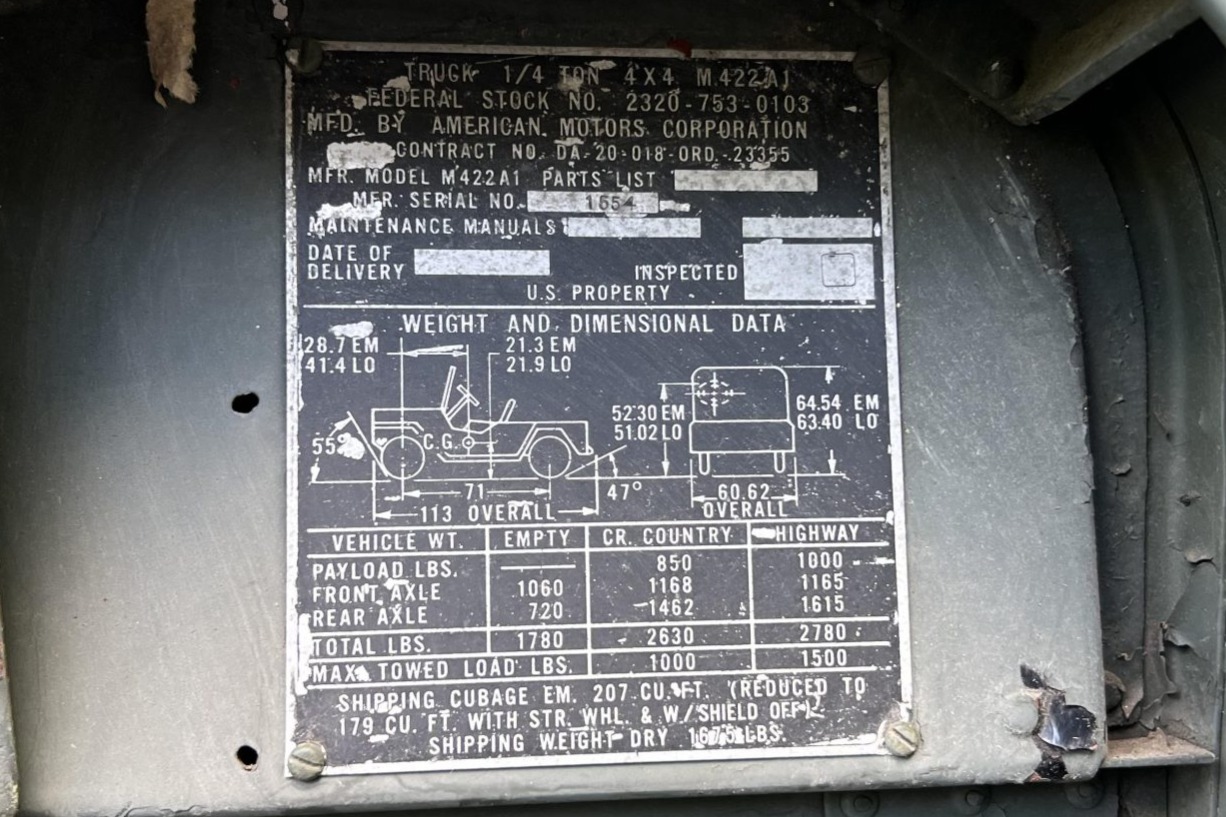 TRUCK 1/4 TON 4X4 M422A1
FEDERAL STOCK NO. 2320-753-0103
MFD. BY AMERICAN MOTORS CORPORATION
CONTRACT NO. DA-20-018-ORD.-23355
MFR. MODEL M422A1 PARTS LIST
MFR. SERIAL NO. 1654
MAINTENANCE MANUALS
DATE OF
DELIVERY
INSPECTED
U.S. PROPERTY
WEIGHT AND DIMENSIONAL DATA
28.7 EM 21.3 EM
41.4 LO 21.9 LO
52.30 EM 64.54 EM
51.02 LO 63.40 LO
55° C.G.
71 47° 60.62
113 OVERALL OVERALL
VEHICLE WT. EMPTY CR. COUNTRY HIGHWAY
PAYLOAD LBS. 850 1000
FRONT AXLE 1060 1168 1165
REAR AXLE 720 1462 1615
TOTAL LBS. 1780 2630 2780
MAX. TOWED LOAD LBS. 1000 1500
SHIPPING CUBAGE EM. 207 CU. FT. (REDUCED TO
179 CU. FT. WITH STR. WHL. & W/SHIELD OFF)
SHIPPING WEIGHT DRY 1675 LBS.